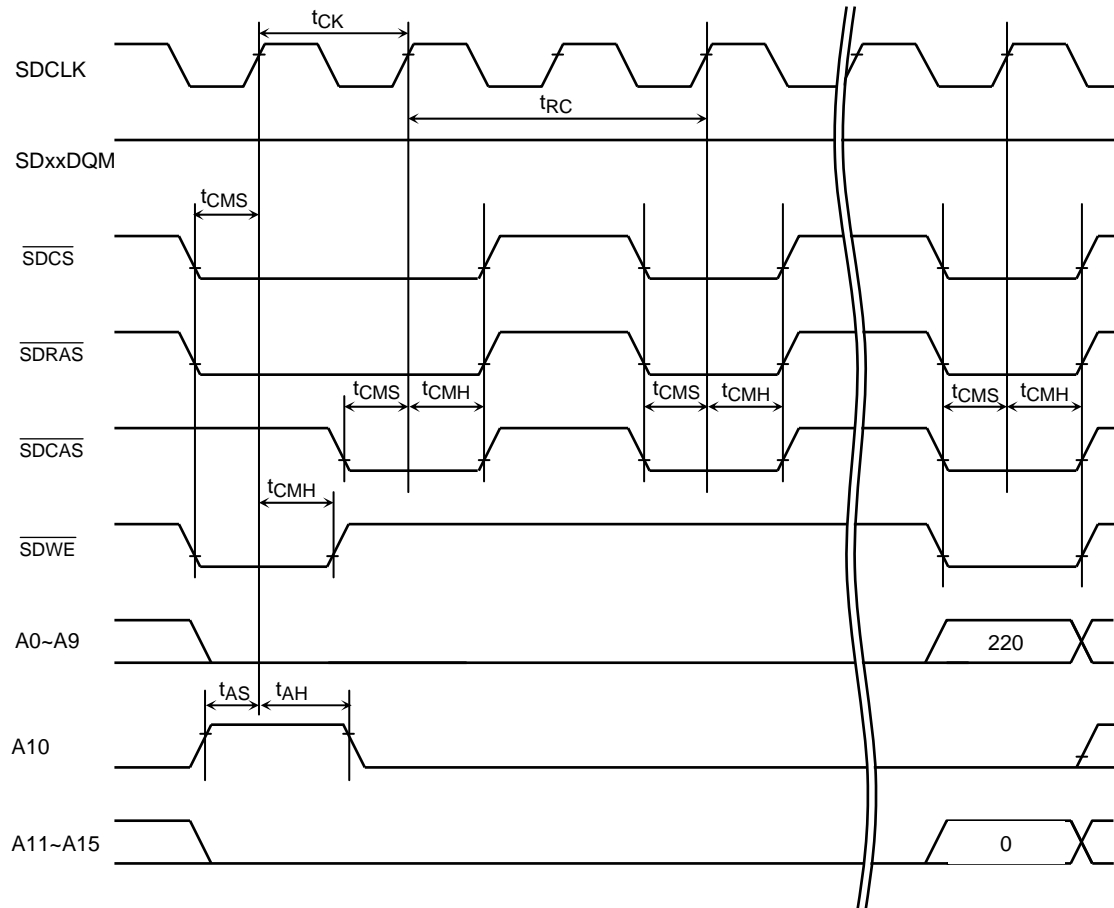 tCK
SDCLK
tRC
SDxxDQM
tCMS
SDCS
SDRAS
tCMS tCMH tCMS tCMH tCMS tCMH
SDCAS
tCMH
SDWE
A0~A9 220
tAS tAH
A10
A11~A15 0